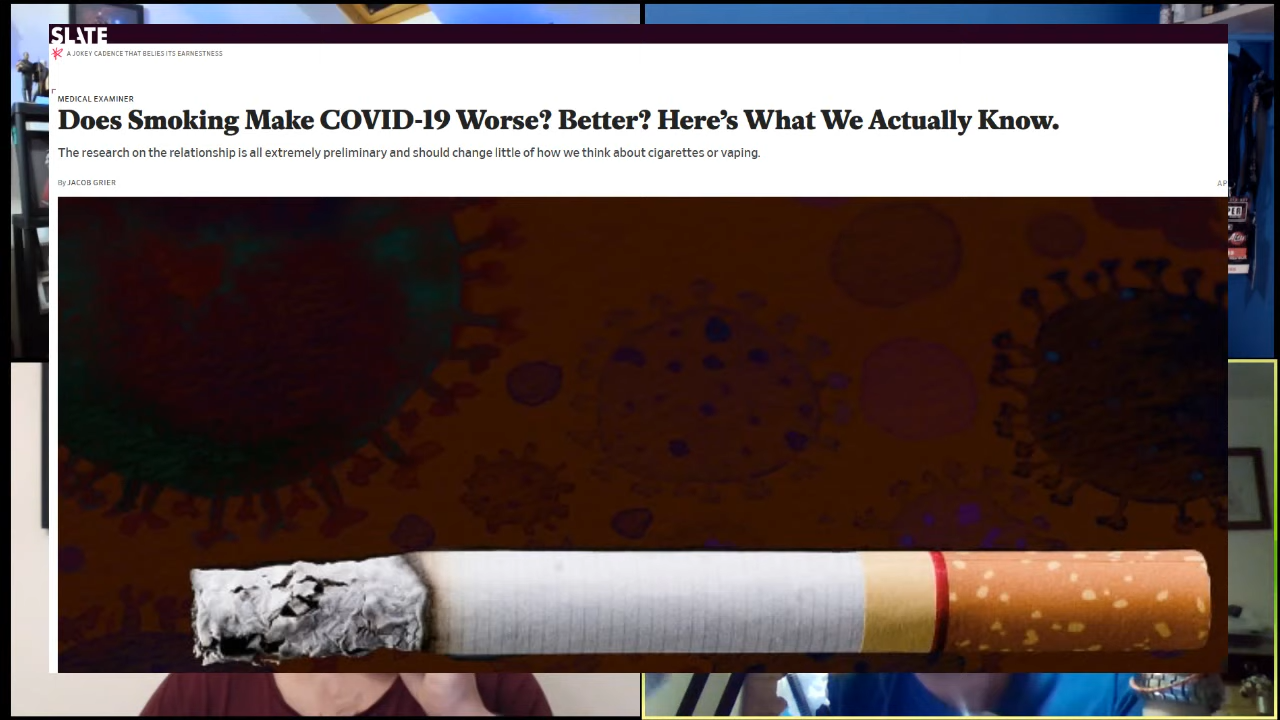 SLATE
A JOKEY CADENCE THAT BELIES ITS EARNESTNESS
MEDICAL EXAMINER
Does Smoking Make COVID-19 Worse? Better? Here's What We Actually Know.
The research on the relationship is all extremely preliminary and should change little of how we think about cigarettes or vaping.
By JACOB GRIER